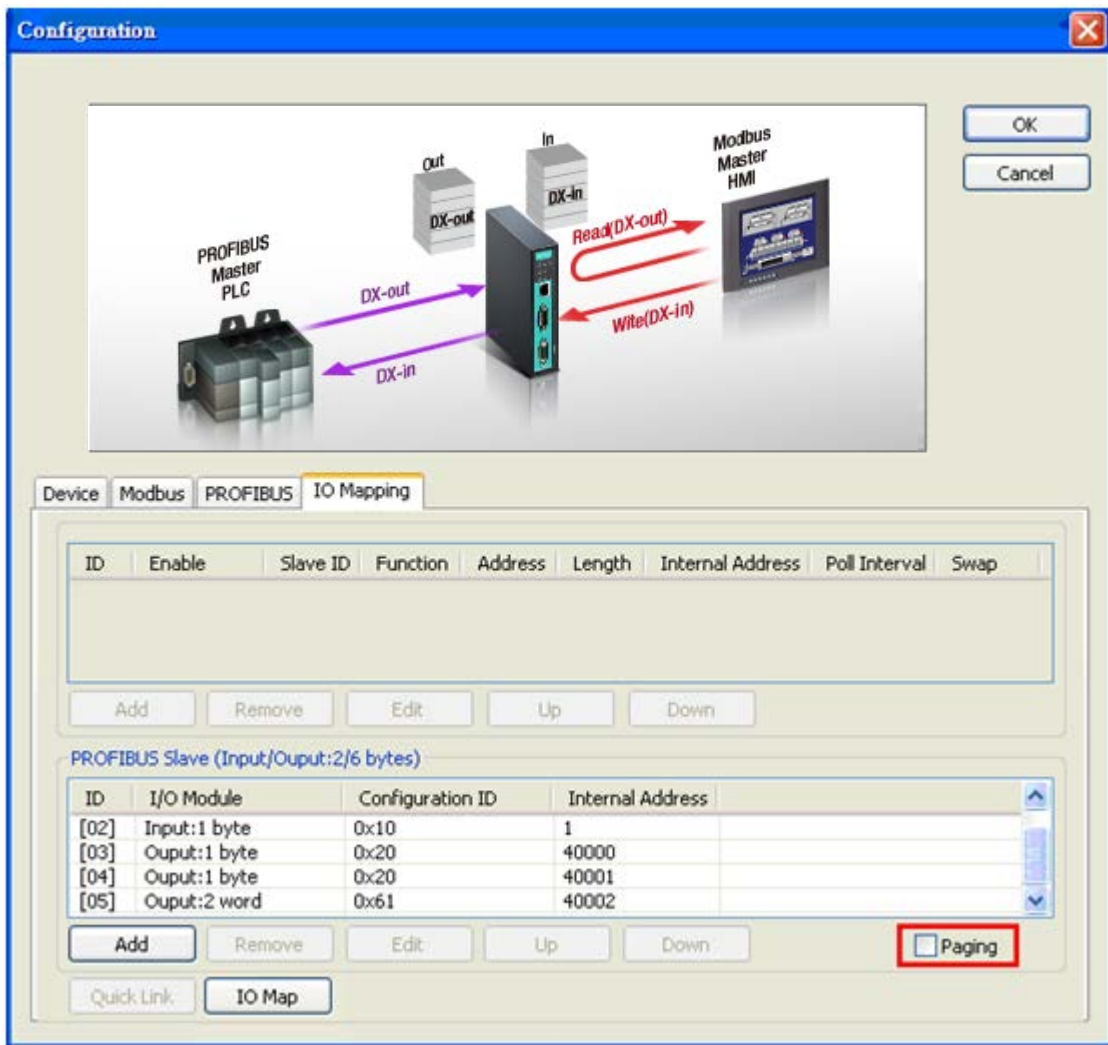 Configuration
OK
Cancel
Out
DX-out
In
DX-in
Modbus
Master
HMI
PROFIBUS
Master
PLC
DX-out
DX-in
Read(DX-out)
Wite(DX-in)
Device Modbus PROFIBUS IO Mapping
ID Enable Slave ID Function Address Length Internal Address Poll Interval Swap
Add Remove Edit Up Down
PROFIBUS Slave (Input/Ouput:2/6 bytes)
ID I/O Module Configuration ID Internal Address
[02] Input:1 byte 0x10 1
[03] Ouput:1 byte 0x20 40000
[04] Ouput:1 byte 0x20 40001
[05] Ouput:2 word 0x61 40002
Add Remove Edit Up Down Paging
Quick Link IO Map